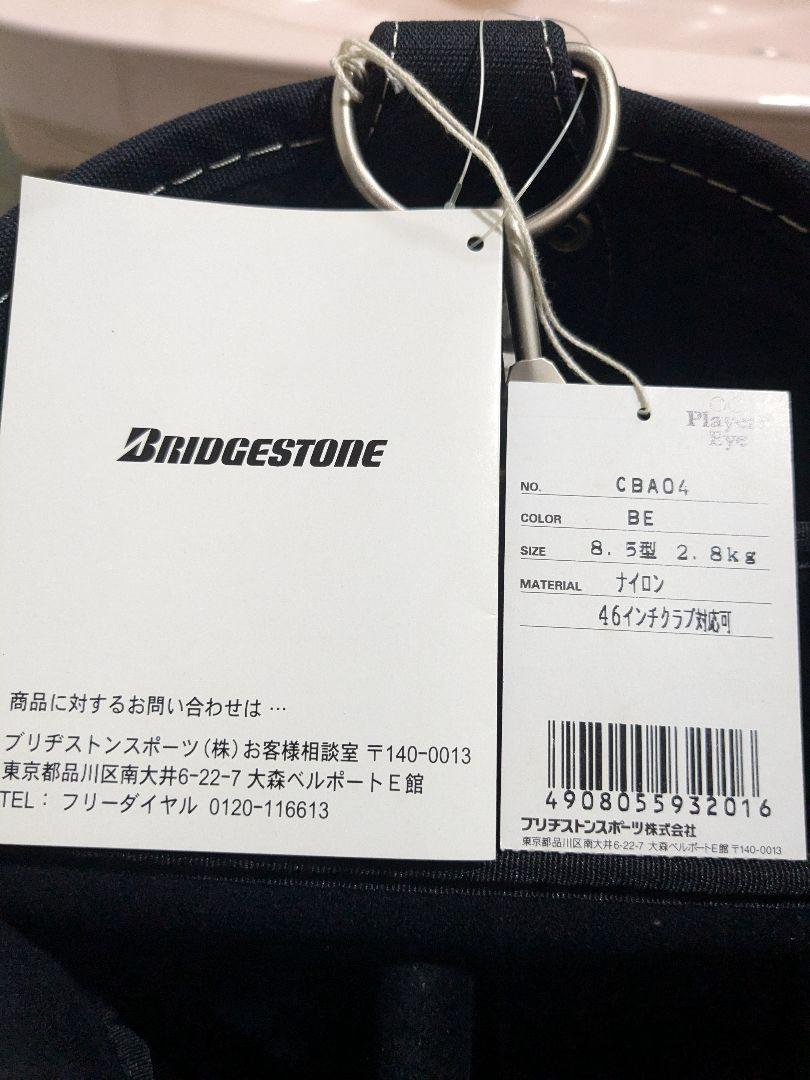 BRIDGESTONE
商品に対するお問い合わせは …
ブリヂストンスポーツ(株)お客様相談室 〒140-0013
東京都品川区南大井6-22-7 大森ベルポートE館
TEL： フリーダイヤル 0120-116613
Player
Eye
NO. CBA04
COLOR BE
SIZE 8.5型 2.8kg
MATERIAL ナイロン
46インチクラブ対応可
4908055932016
ブリヂストンスポーツ株式会社
東京都品川区南大井6-22-7 大森ベルポートE館 〒140-0013